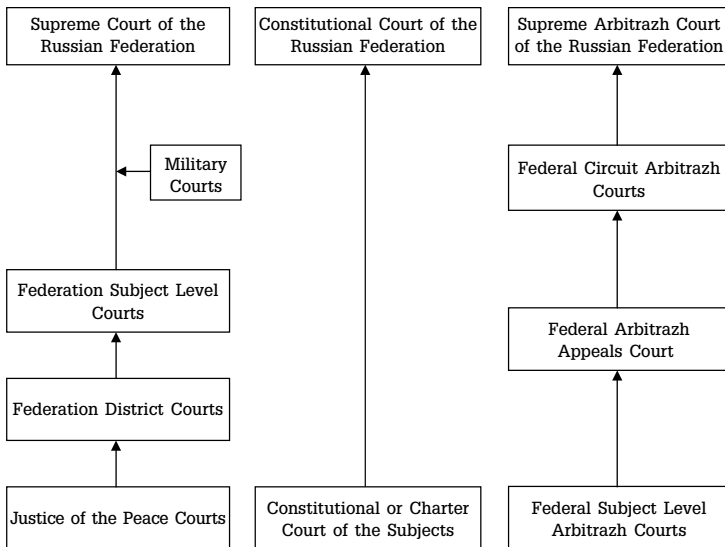 Supreme Court of the
Russian Federation
Constitutional Court of the
Russian Federation
Supreme Arbitrazh Court
of the Russian Federation
Military
Courts
Federal Circuit Arbitrazh
Courts
Federation Subject Level
Courts
Federal Arbitrazh
Appeals Court
Federation District Courts
Justice of the Peace Courts
Constitutional or Charter
Court of the Subjects
Federal Subject Level
Arbitrazh Courts